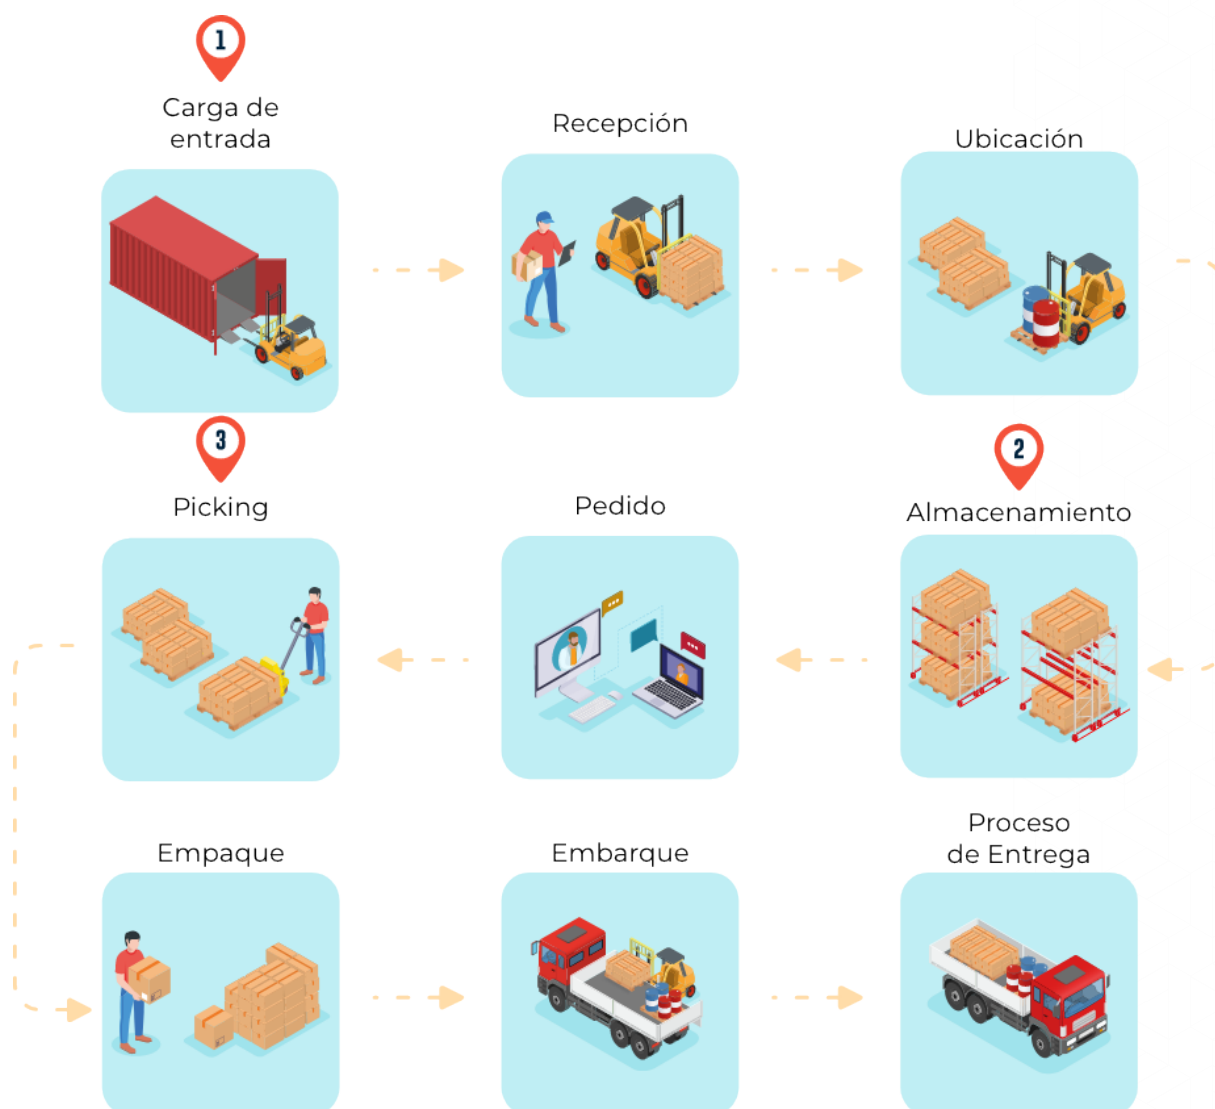 1
Carga de
entrada
Recepción
Ubicación
3
Picking
Pedido
2
Almacenamiento
Empaque
Embarque
Proceso
de Entrega